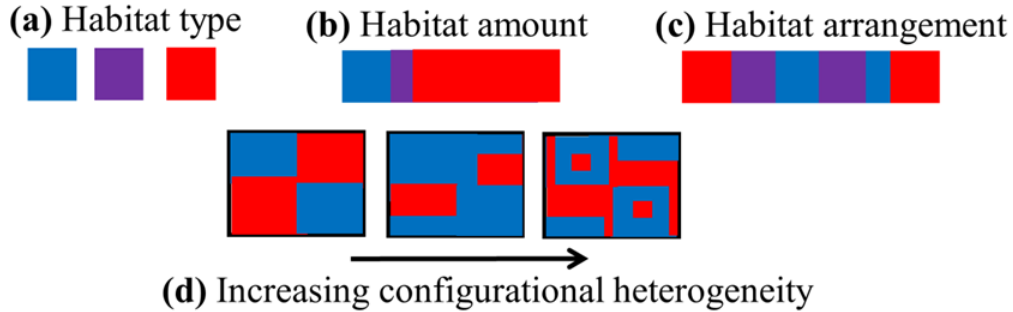 (a) Habitat type
(b) Habitat amount
(c) Habitat arrangement
(d) Increasing configurational heterogeneity